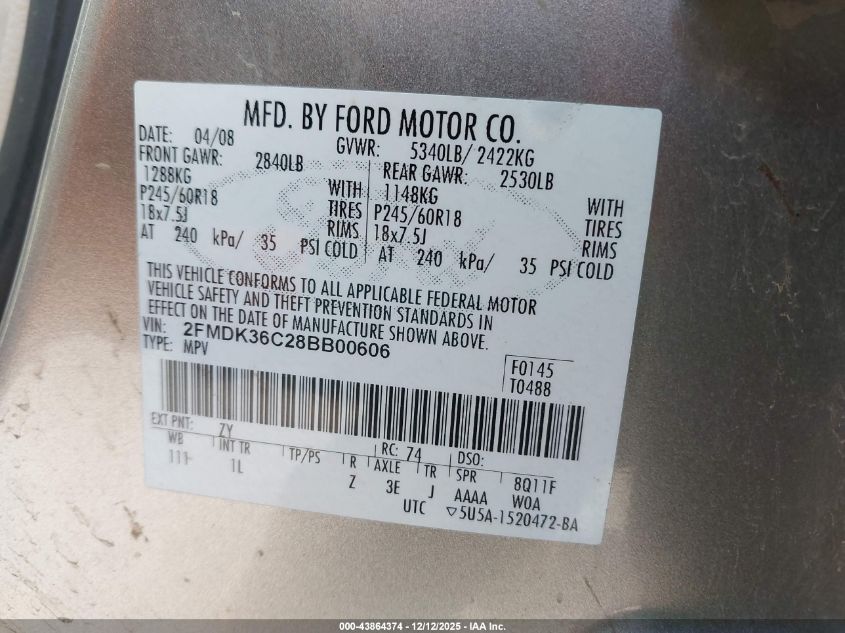 MFD. BY FORD MOTOR CO.
DATE: 04/08 GVWR: 5340LB/ 2422KG
FRONT GAWR: 2840LB REAR GAWR: 2530LB
1288KG WITH 1148KG WITH
P245/60R18 TIRES P245/60R18 TIRES
18x7.5J RIMS 18x7.5J RIMS
AT 240 kPa/ 35 PSI COLD AT 240 kPa/ 35 PSI COLD
THIS VEHICLE CONFORMS TO ALL APPLICABLE FEDERAL MOTOR
VEHICLE SAFETY AND THEFT PREVENTION STANDARDS IN
EFFECT ON THE DATE OF MANUFACTURE SHOWN ABOVE.
VIN: 2FMDK36C28BB00606
TYPE: MPV
F0145
T0488
EXT PNT: ZY RC: 74 DSO:
WB INT TR TP/PS R AXLE TR SPR 8Q11F
111- 1L Z 3E J AAAA WOA
UTC ▽5U5A-1520472-BA
000-43864374 - 12/12/2025 - IAA Inc.